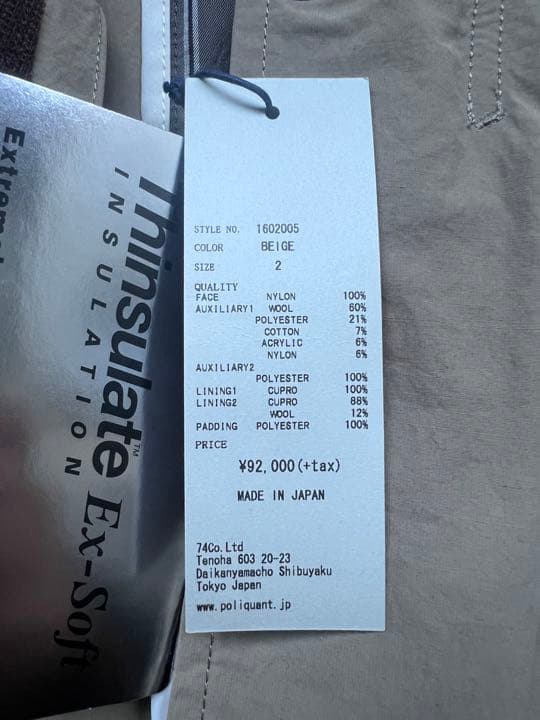 STYLE NO. 1602005
COLOR BEIGE
SIZE 2
QUALITY
FACE NYLON 100%
AUXILIARY1 WOOL 60%
POLYESTER 21%
COTTON 7%
ACRYLIC 6%
NYLON 6%
AUXILIARY2
POLYESTER 100%
LINING1 CUPRO 100%
LINING2 CUPRO 88%
WOOL 12%
PADDING POLYESTER 100%
PRICE
¥92,000(+tax)
MADE IN JAPAN
74Co.Ltd
Tenoha 603 20-23
Daikanyamacho Shibuyaku
Tokyo Japan
www.poliquant.jp
Thinsulate™ Ex-Soft
INSULATION